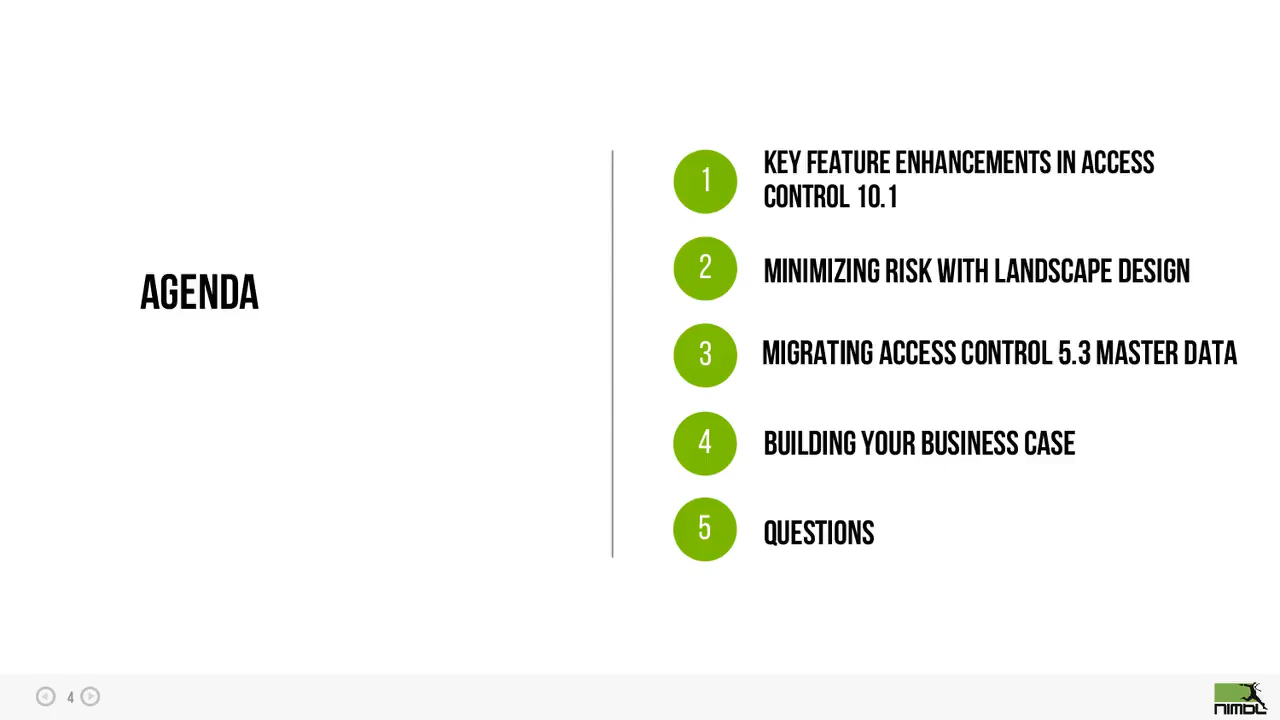 AGENDA
1
KEY FEATURE ENHANCEMENTS IN ACCESS
CONTROL 10.1
2
MINIMIZING RISK WITH LANDSCAPE DESIGN
3
MIGRATING ACCESS CONTROL 5.3 MASTER DATA
4
BUILDING YOUR BUSINESS CASE
5
QUESTIONS
4
NIMBL